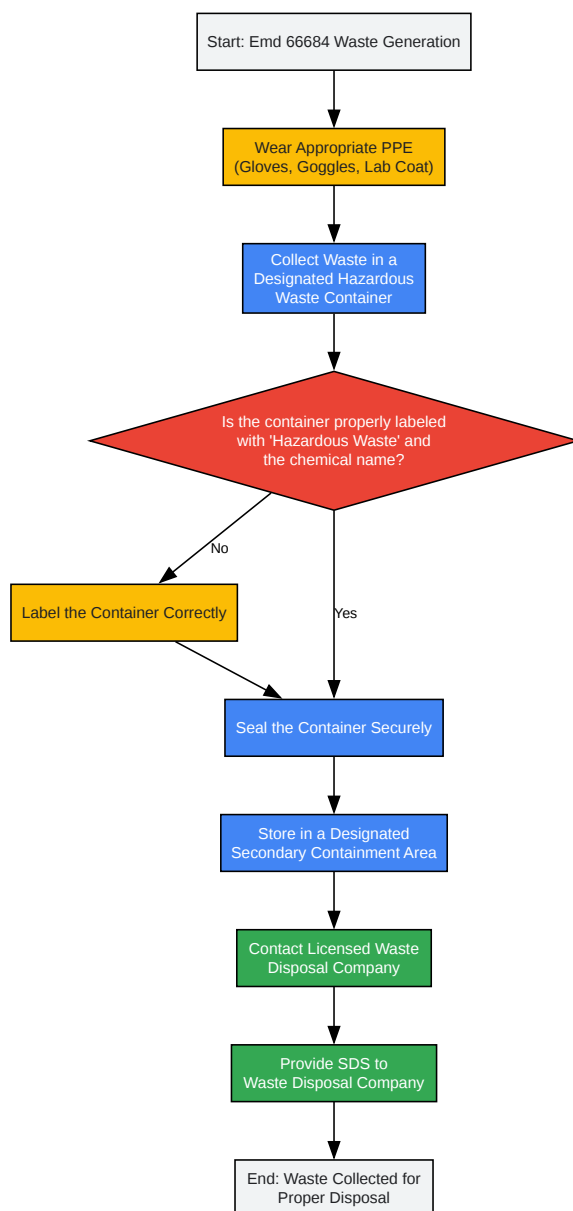 Start: Emd 66684 Waste Generation
Wear Appropriate PPE
(Gloves, Goggles, Lab Coat)
Collect Waste in a
Designated Hazardous
Waste Container
Is the container properly labeled
with 'Hazardous Waste' and
the chemical name?
No
Label the Container Correctly
Yes
Seal the Container Securely
Store in a Designated
Secondary Containment Area
Contact Licensed Waste
Disposal Company
Provide SDS to
Waste Disposal Company
End: Waste Collected for
Proper Disposal